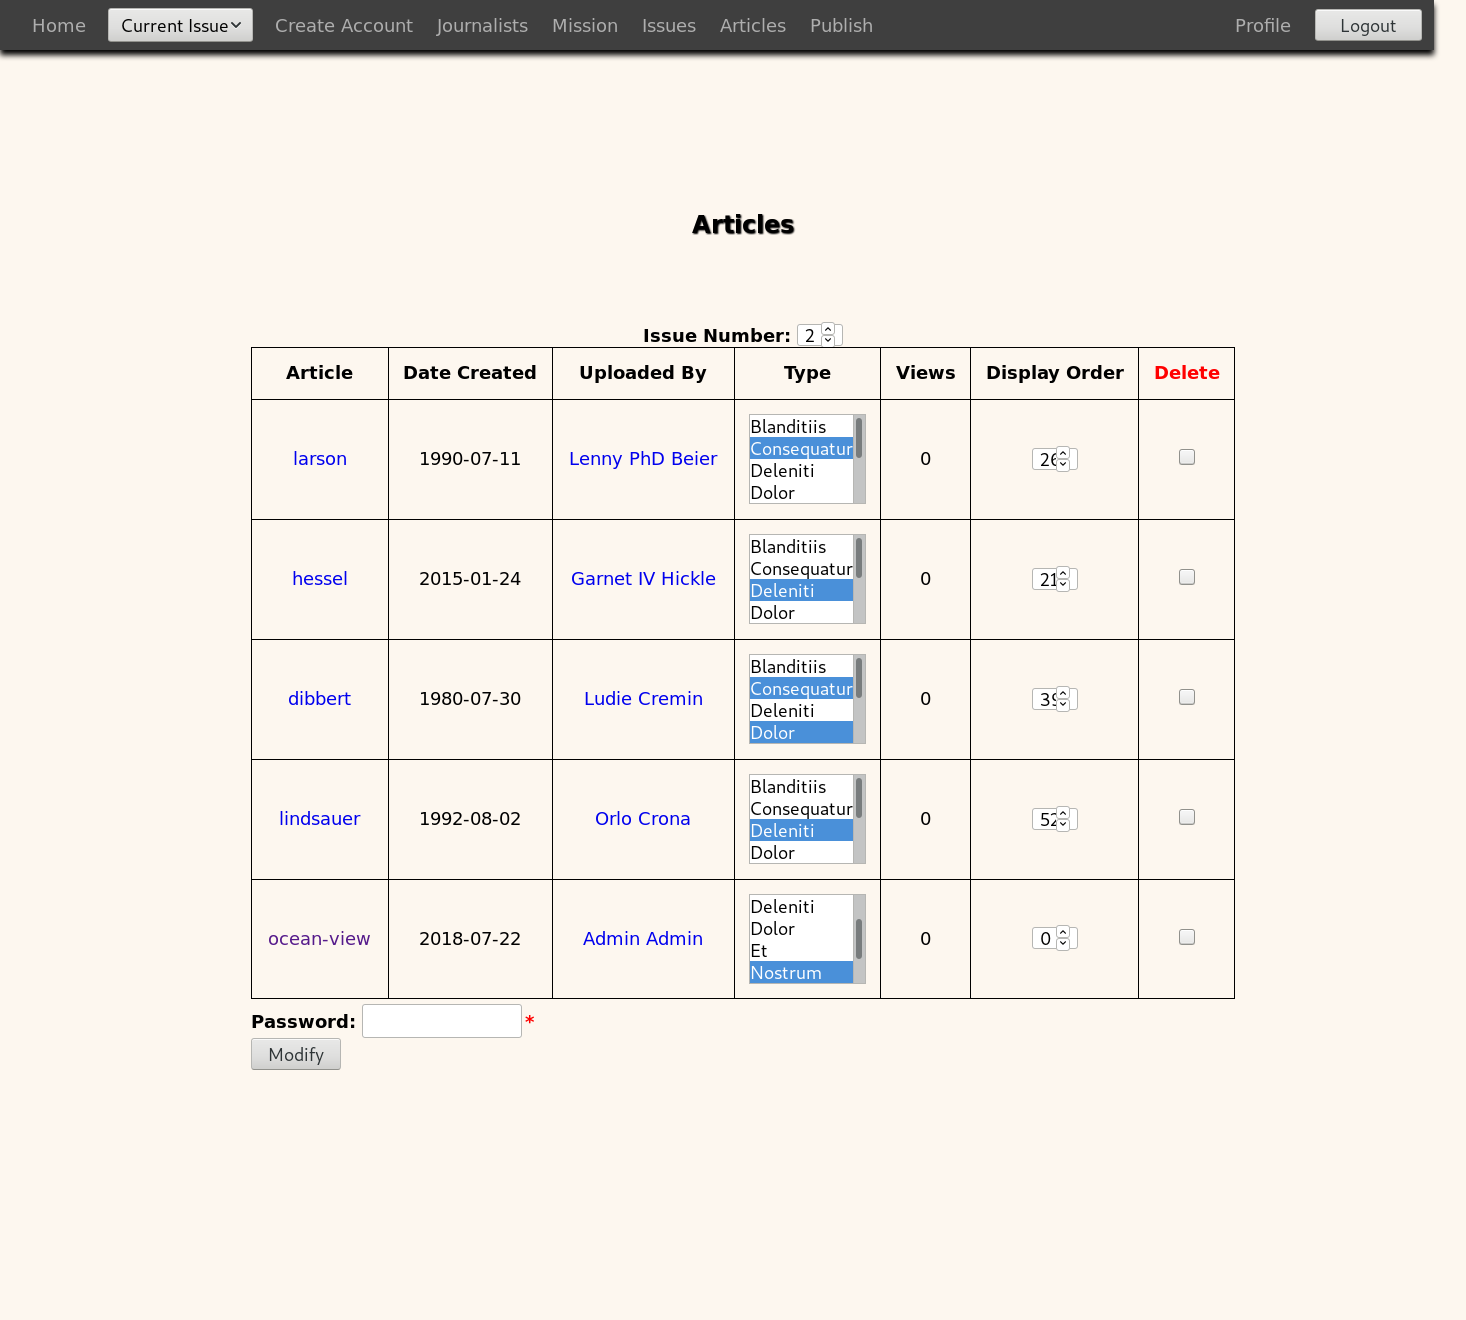 Home Current Issue Create Account Journalists Mission Issues Articles Publish Profile Logout
Articles
Issue Number: 2
Article Date Created Uploaded By Type Views Display Order Delete
Blanditiis
Consequatur
larson 1990-07-11 Lenny PhD Beier 0 26
Deleniti
Dolor
Blanditiis
Consequatur
hessel 2015-01-24 Garnet IV Hickle 0 21
Deleniti
Dolor
Blanditiis
Consequatur
dibbert 1980-07-30 Ludie Cremin 0 39
Deleniti
Dolor
Blanditiis
Consequatur
lindsauer 1992-08-02 Orlo Crona 0 52
Deleniti
Dolor
Deleniti
Dolor
ocean-view 2018-07-22 Admin Admin 0 0
Et
Nostrum
Password: *
Modify